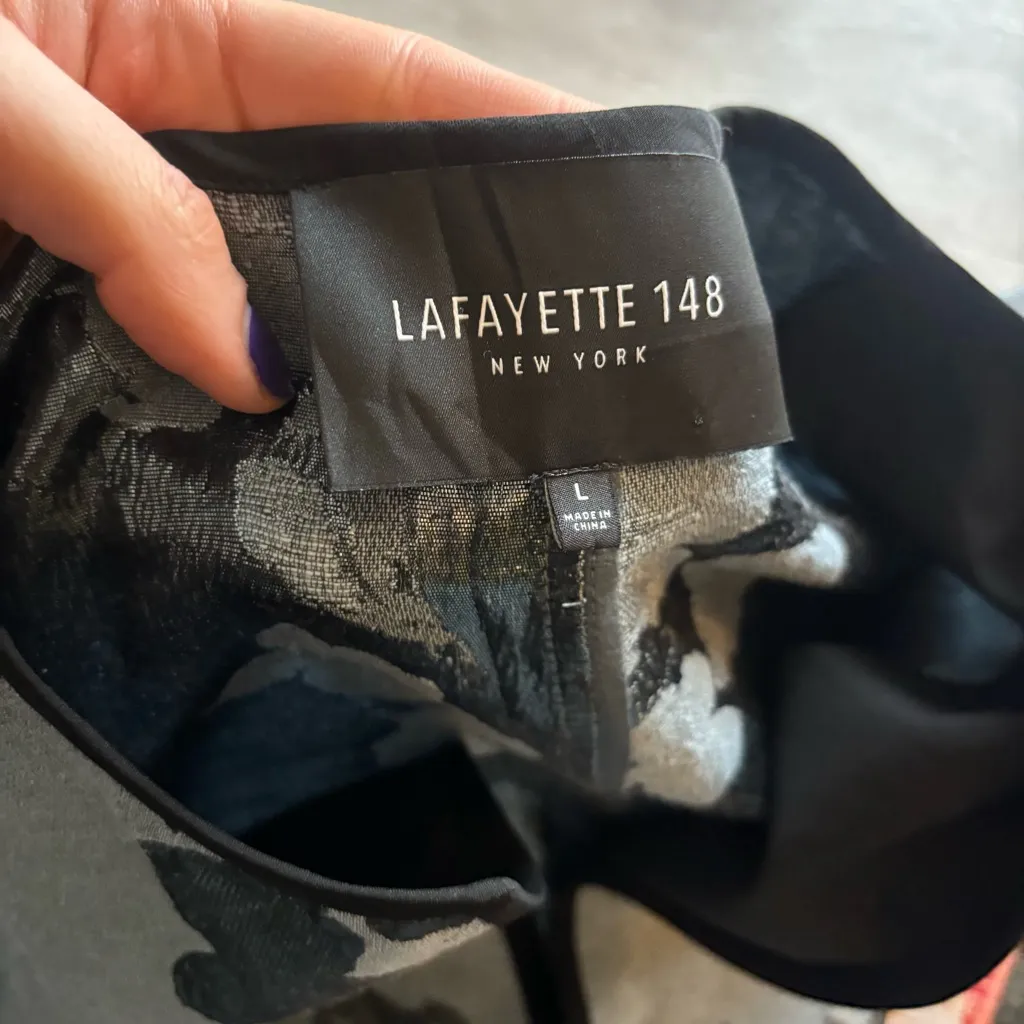 LAFAYETTE 148
NEW YORK
L
MADE IN
CHINA